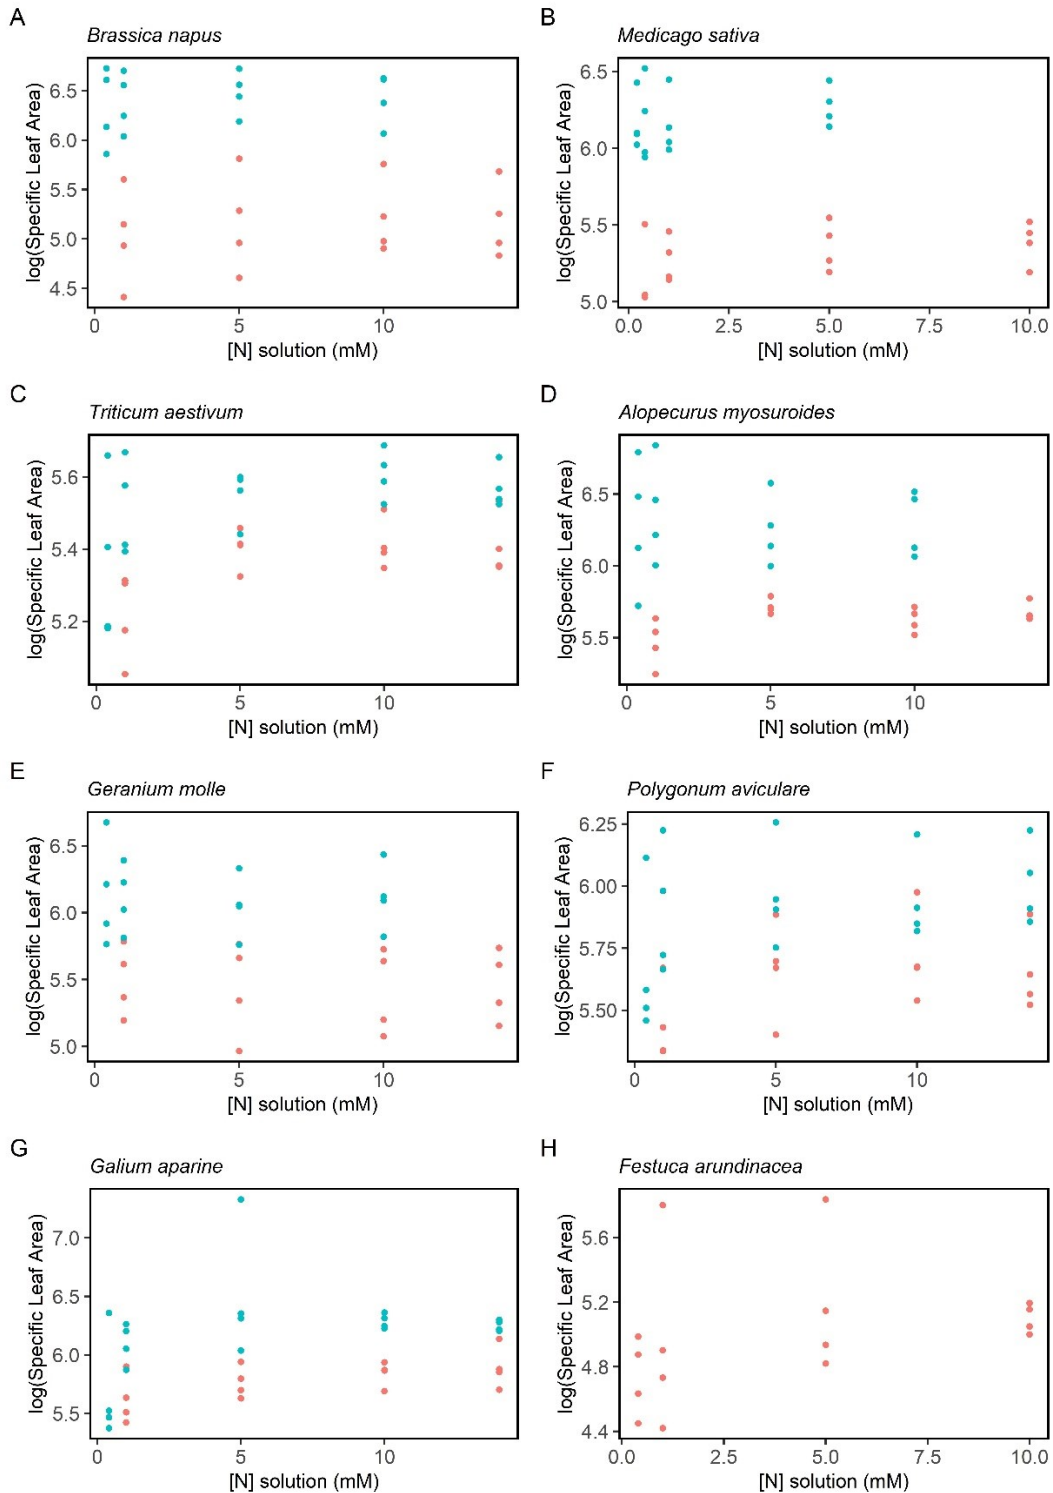 A
Brassica napus
log(Specific Leaf Area)
6.5
6.0
5.5
5.0
4.5
0 5 10
[N] solution (mM)
B
Medicago sativa
log(Specific Leaf Area)
6.5
6.0
5.5
5.0
0.0 2.5 5.0 7.5 10.0
[N] solution (mM)
C
Triticum aestivum
log(Specific Leaf Area)
5.6
5.4
5.2
0 5 10
[N] solution (mM)
D
Alopecurus myosuroides
log(Specific Leaf Area)
6.5
6.0
5.5
0 5 10
[N] solution (mM)
E
Geranium molle
log(Specific Leaf Area)
6.5
6.0
5.5
5.0
0 5 10
[N] solution (mM)
F
Polygonum aviculare
log(Specific Leaf Area)
6.25
6.00
5.75
5.50
0 5 10
[N] solution (mM)
G
Galium aparine
log(Specific Leaf Area)
7.0
6.5
6.0
5.5
0 5 10
[N] solution (mM)
H
Festuca arundinacea
log(Specific Leaf Area)
5.6
5.2
4.8
4.4
0.0 2.5 5.0 7.5 10.0
[N] solution (mM)